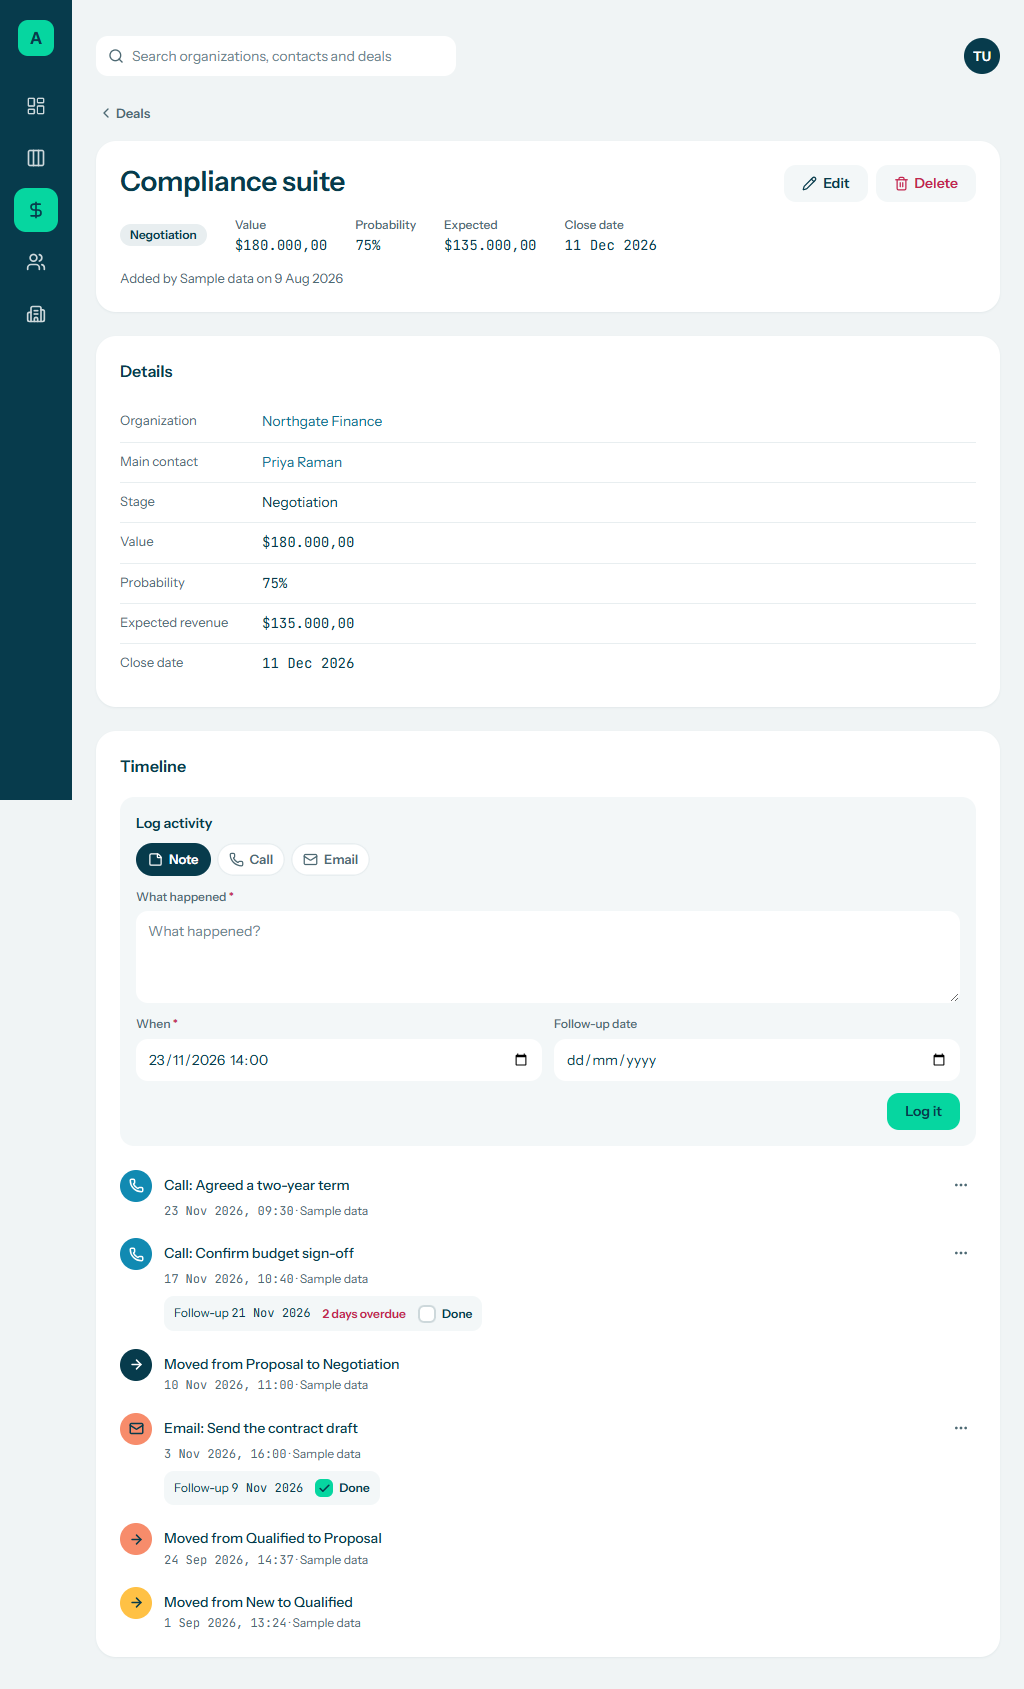 A
Search organizations, contacts and deals
TU
Deals
Compliance suite
Edit
Delete
Negotiation
Value
$180.000,00
Probability
75%
Expected
$135.000,00
Close date
11 Dec 2026
Added by Sample data on 9 Aug 2026
Details
Organization
Northgate Finance
Main contact
Priya Raman
Stage
Negotiation
Value
$180.000,00
Probability
75%
Expected revenue
$135.000,00
Close date
11 Dec 2026
Timeline
Log activity
Note
Call
Email
What happened *
What happened?
When *
Follow-up date
23/11/2026 14:00
dd/mm/yyyy
Log it
Call: Agreed a two-year term
23 Nov 2026, 09:30·Sample data
Call: Confirm budget sign-off
17 Nov 2026, 10:40·Sample data
Follow-up 21 Nov 2026 2 days overdue Done
Moved from Proposal to Negotiation
10 Nov 2026, 11:00·Sample data
Email: Send the contract draft
3 Nov 2026, 16:00·Sample data
Follow-up 9 Nov 2026 Done
Moved from Qualified to Proposal
24 Sep 2026, 14:37·Sample data
Moved from New to Qualified
1 Sep 2026, 13:24·Sample data